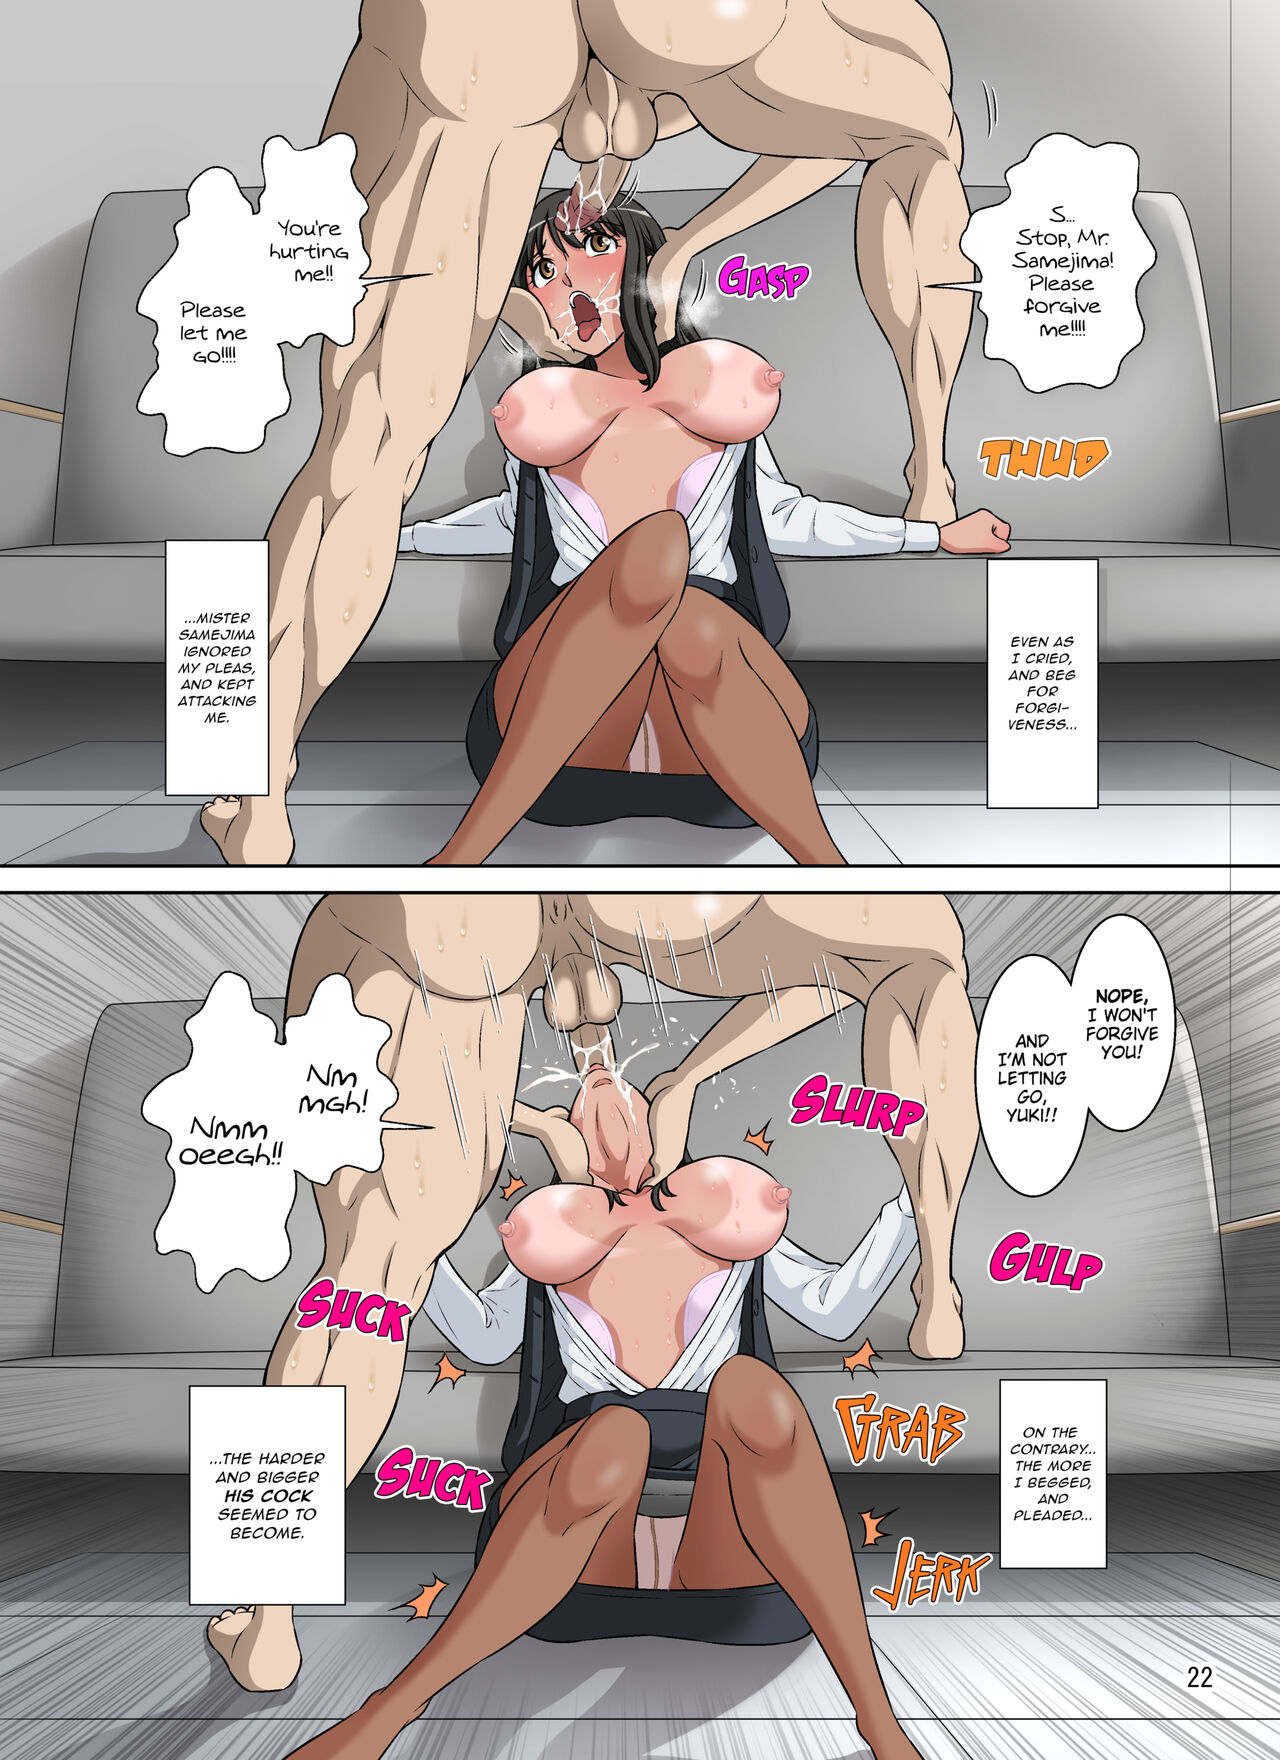 S...
Stop, Mr.
Samejima!
Please
forgive
me!!!!
You're
hurting
me!!
Please
let me
go!!!!
GASP
THUD
EVEN AS
I CRIED,
AND BEG
FOR
FORGI-
VENESS...
...MISTER
SAMEJIMA
IGNORED
MY PLEAS,
AND KEPT
ATTACKING
ME.
NOPE,
I WON'T
FORGIVE
YOU!
AND
I'M NOT
LETTING
GO,
YUKI!!
Nm
mgh!
Nmm
oeegh!!
SLURP
GULP
SUCK
SUCK
GRAB
JERK
ON THE
CONTRARY...
THE MORE
I BEGGED,
AND
PLEADED...
...THE HARDER
AND BIGGER
HIS COCK
SEEMED TO
BECOME.
22